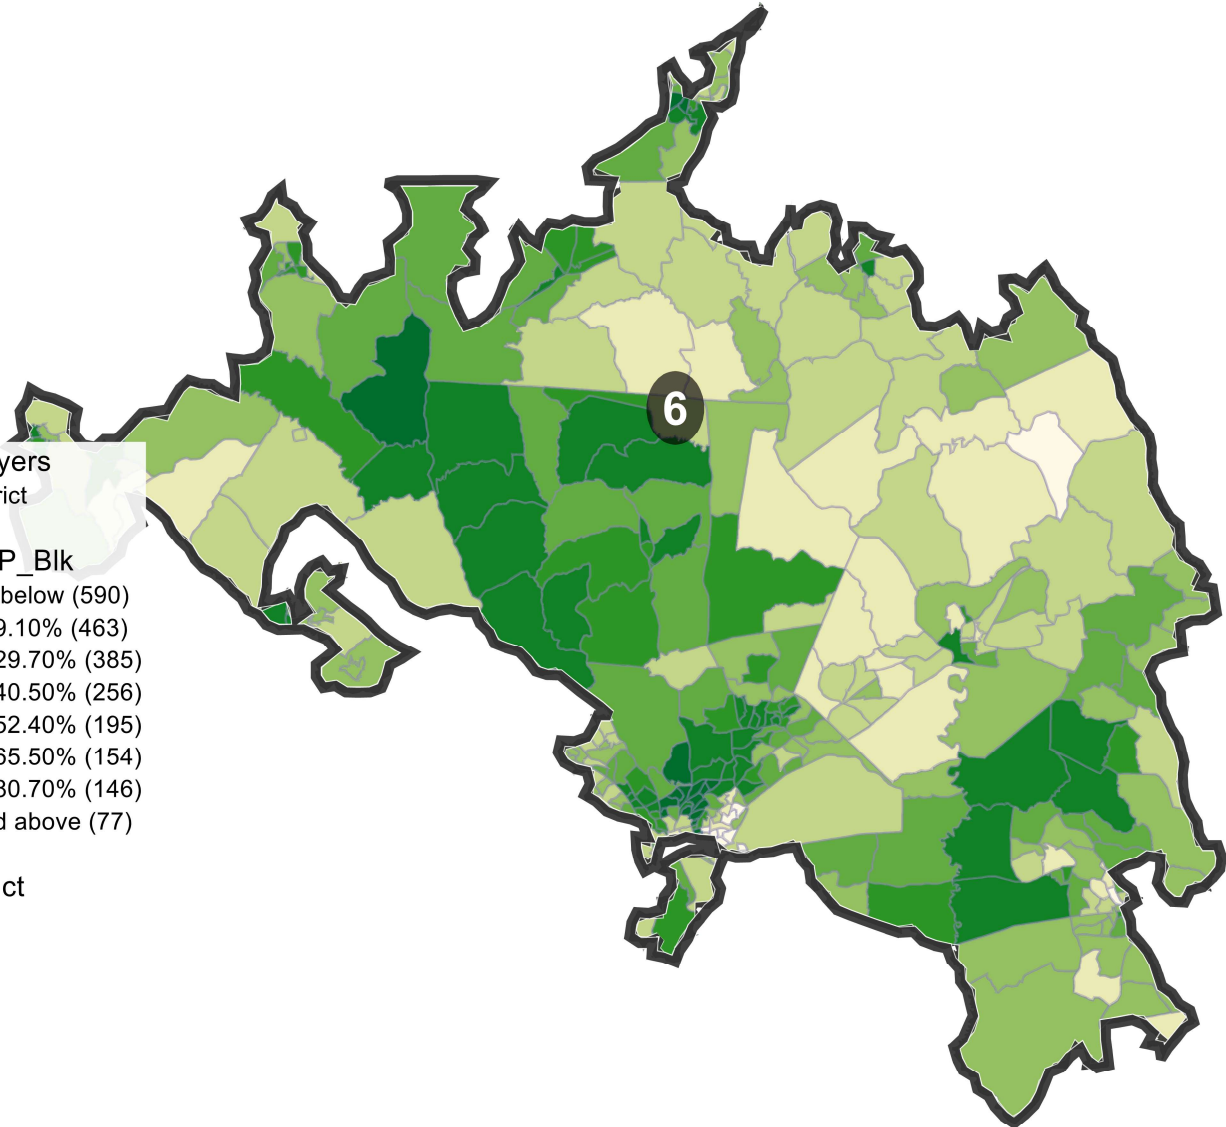 6
yers
rict
P_Blk
below (590)
9.10% (463)
29.70% (385)
40.50% (256)
52.40% (195)
65.50% (154)
80.70% (146)
d above (77)
ct